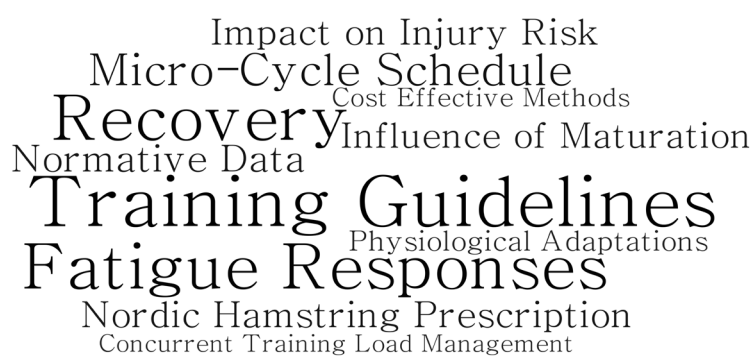 Impact on Injury Risk
Micro-Cycle Schedule
Cost Effective Methods
Recovery
Influence of Maturation
Normative Data
Training Guidelines
Physiological Adaptations
Fatigue Responses
Nordic Hamstring Prescription
Concurrent Training Load Management